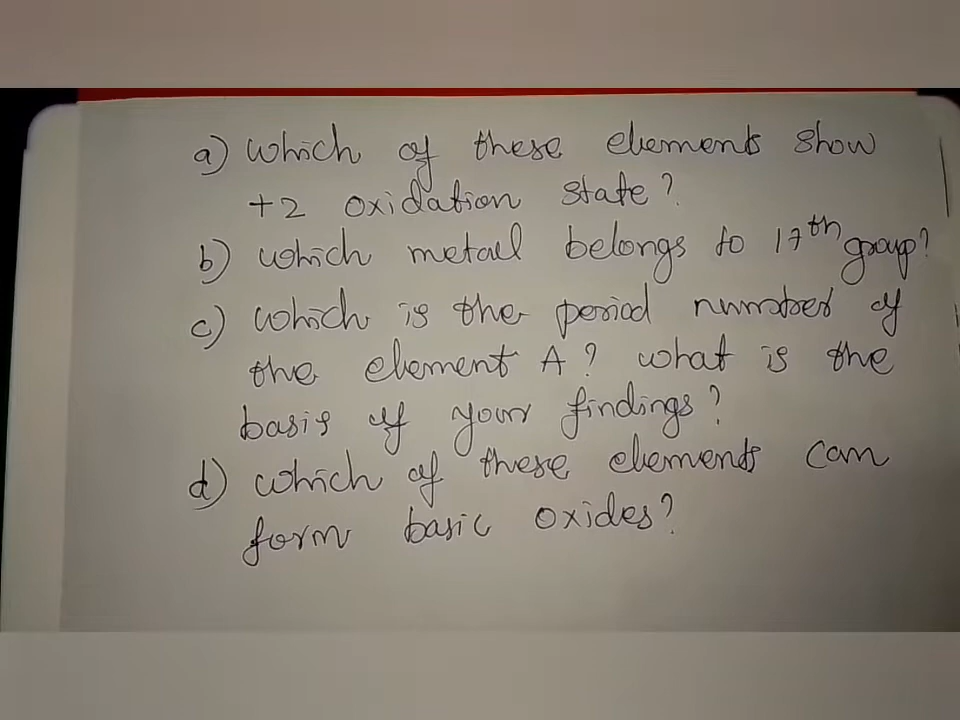 a) Which of these elements show
+2 oxidation state?
b) which metall belongs to 17th group?
c) Which is the period number of
the element A? What is the
basis of your findings?
d) Which of these elements can
form basic oxides?